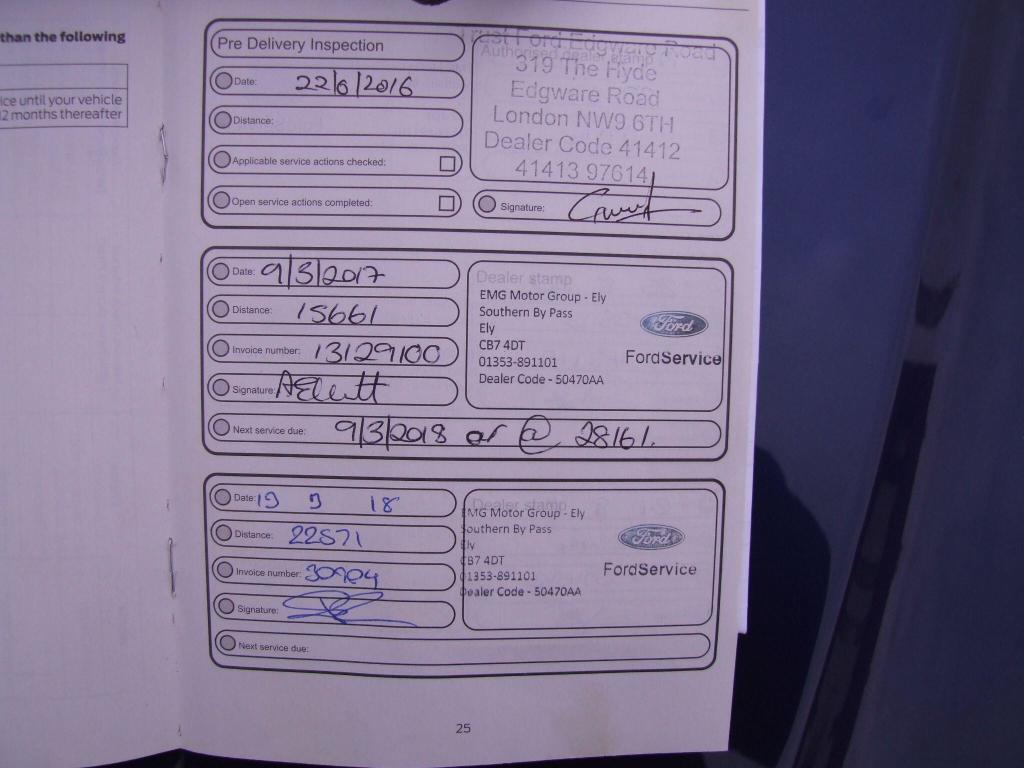 than the following
ice until your vehicle
12 months thereafter
Pre Delivery Inspection
Date: 22/6/2016
Distance:
Applicable service actions checked:
Open service actions completed:
Trust Ford Edgware Road
Authorised dealer stamp
319 The Hyde
Edgware Road
London NW9 6TH
Dealer Code 41412
41413 97614
Signature:
Date: 9/3/2017
Distance: 15661
Invoice number: 13129100
Signature:
Next service due: 9/3/2018 or @ 28161.
Dealer stamp
EMG Motor Group - Ely
Southern By Pass
Ely
CB7 4DT
01353-891101
Dealer Code - 50470AA
Ford
FordService
Date: 18
Distance: 22571
Invoice number: 30904
Signature:
Next service due:
Dealer stamp
EMG Motor Group - Ely
Southern By Pass
Ely
CB7 4DT
01353-891101
Dealer Code - 50470AA
Ford
FordService
25